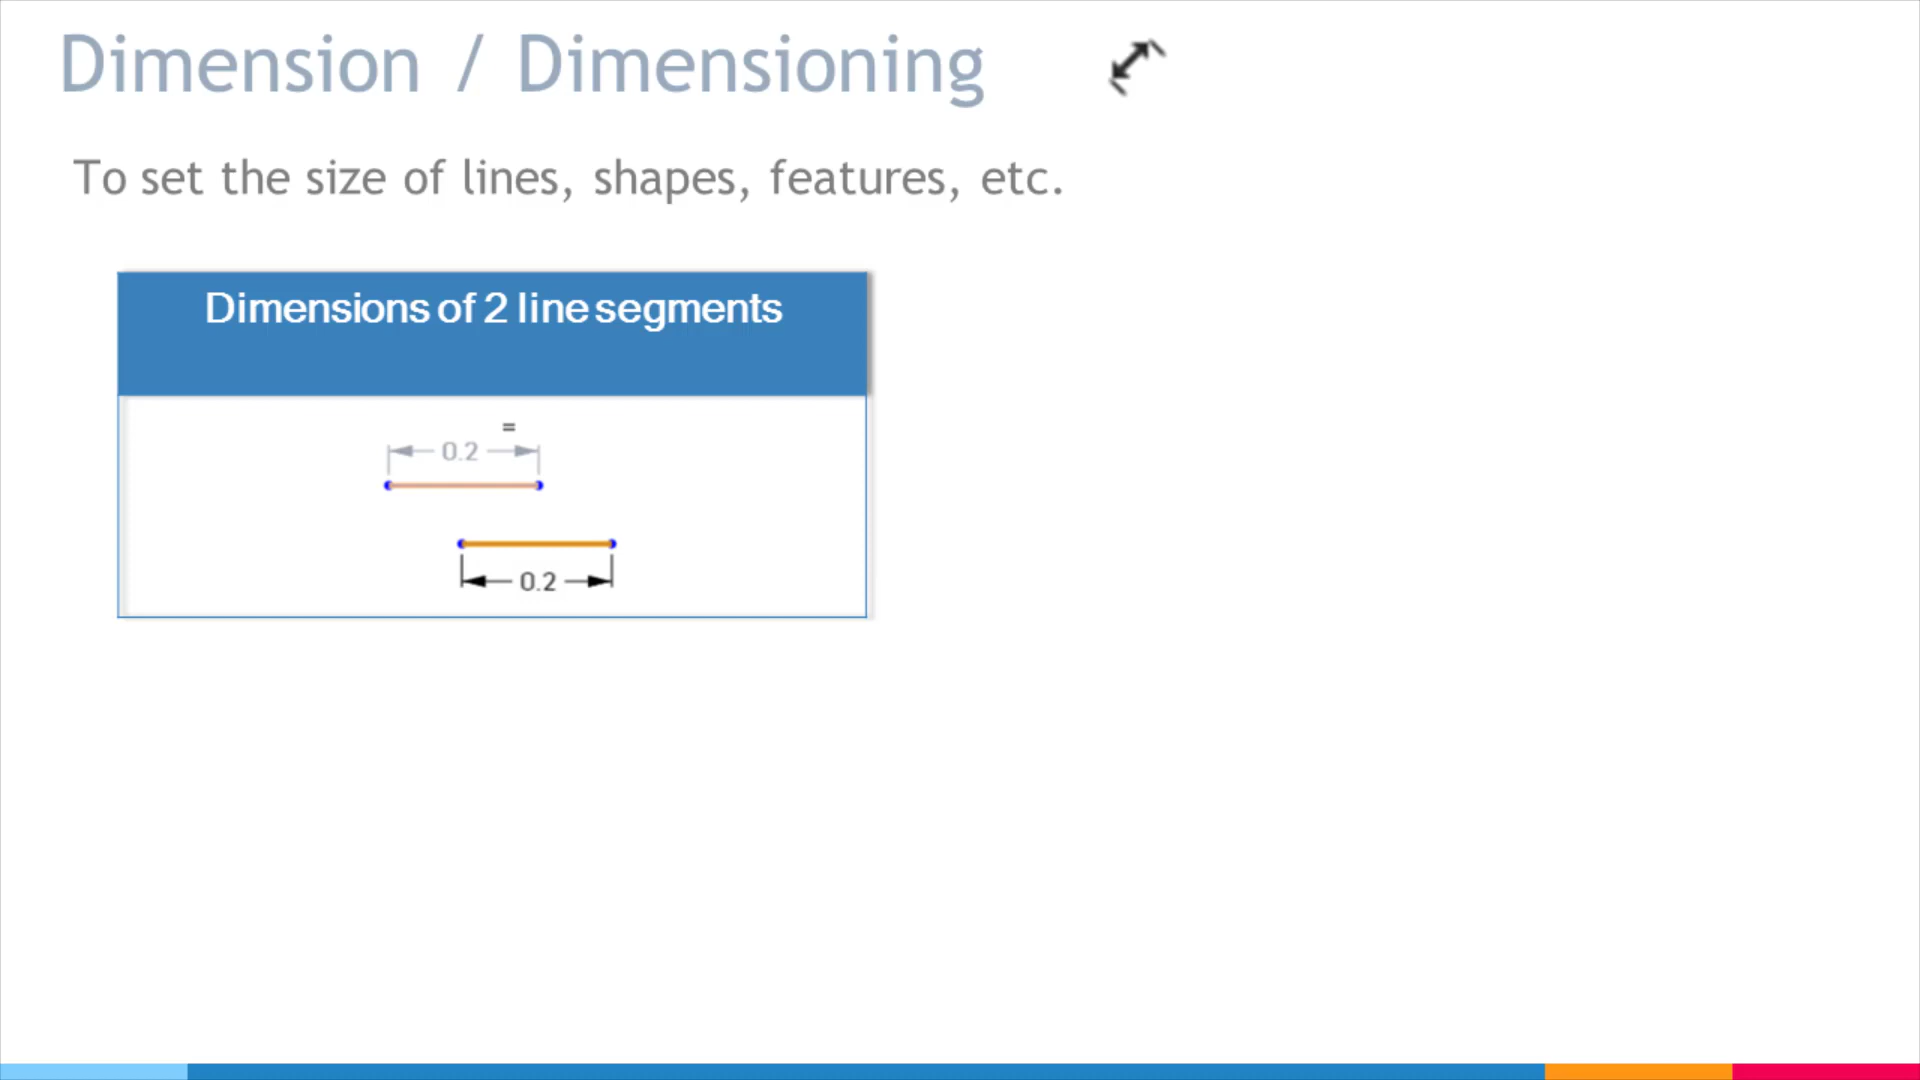 Dimension / Dimensioning
To set the size of lines, shapes, features, etc.
Dimensions of 2 line segments
=
0.2
0.2